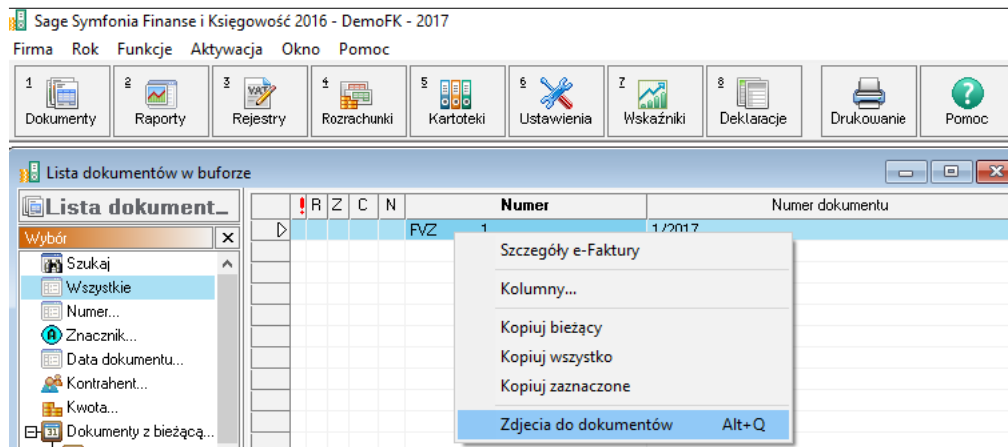 Sage Symfonia Finanse i Księgowość 2016 - DemoFK - 2017
Firma Rok Funkcje Aktywacja Okno Pomoc
1 2 3 VAT 4 5 6 7 8 ?
Dokumenty Raporty Rejestry Rozrachunki Kartoteki Ustawienia Wskaźniki Deklaracje Drukowanie Pomoc
Lista dokumentów w buforze
Lista dokument... ! R Z C N Numer Numer dokumentu
Wybór x FVZ 1 1/2017
Szukaj
Wszystkie
Numer...
A Znacznik...
Data dokumentu...
Kontrahent...
Kwota...
31 Dokumenty z bieżącą...
Szczegóły e-Faktury
Kolumny...
Kopiuj bieżący
Kopiuj wszystko
Kopiuj zaznaczone
Zdjecia do dokumentów Alt+Q